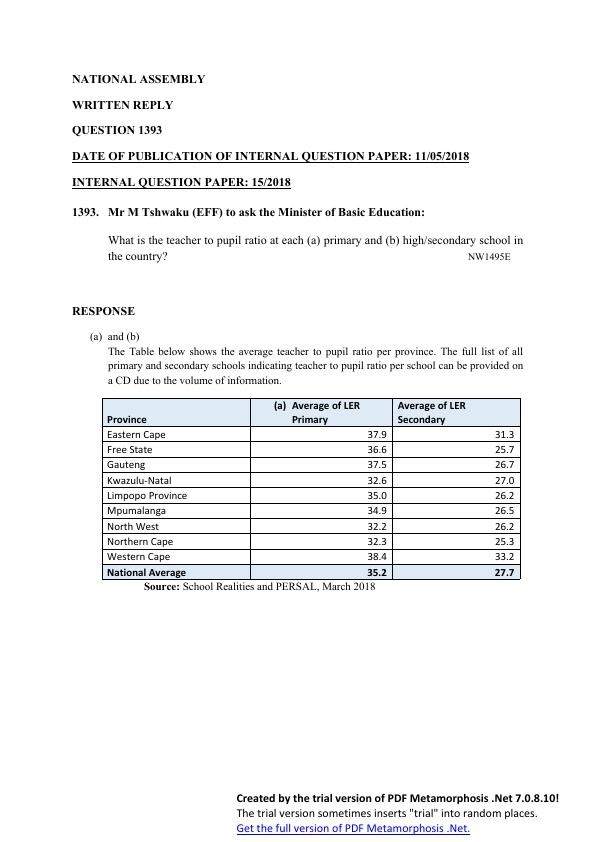 NATIONAL ASSEMBLY
WRITTEN REPLY
QUESTION 1393
DATE OF PUBLICATION OF INTERNAL QUESTION PAPER: 11/05/2018
INTERNAL QUESTION PAPER: 15/2018
1393. Mr M Tshwaku (EFF) to ask the Minister of Basic Education:
What is the teacher to pupil ratio at each (a) primary and (b) high/secondary school in
the country? NW1495E
RESPONSE
(a) and (b)
The Table below shows the average teacher to pupil ratio per province. The full list of all
primary and secondary schools indicating teacher to pupil ratio per school can be provided on
a CD due to the volume of information.
Province (a) Average of LER Primary Average of LER Secondary
Eastern Cape 37.9 31.3
Free State 36.6 25.7
Gauteng 37.5 26.7
Kwazulu-Natal 32.6 27.0
Limpopo Province 35.0 26.2
Mpumalanga 34.9 26.5
North West 32.2 26.2
Northern Cape 32.3 25.3
Western Cape 38.4 33.2
National Average 35.2 27.7
Source: School Realities and PERSAL, March 2018
Created by the trial version of PDF Metamorphosis .Net 7.0.8.10!
The trial version sometimes inserts "trial" into random places.
Get the full version of PDF Metamorphosis .Net.